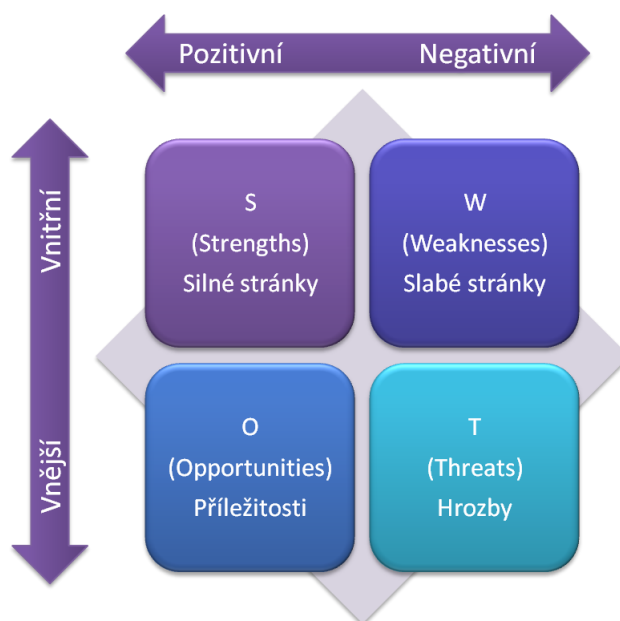 Pozitivní Negativní
Vnitřní
Vnější
S
(Strengths)
Silné stránky
W
(Weaknesses)
Slabé stránky
O
(Opportunities)
Příležitosti
T
(Threats)
Hrozby